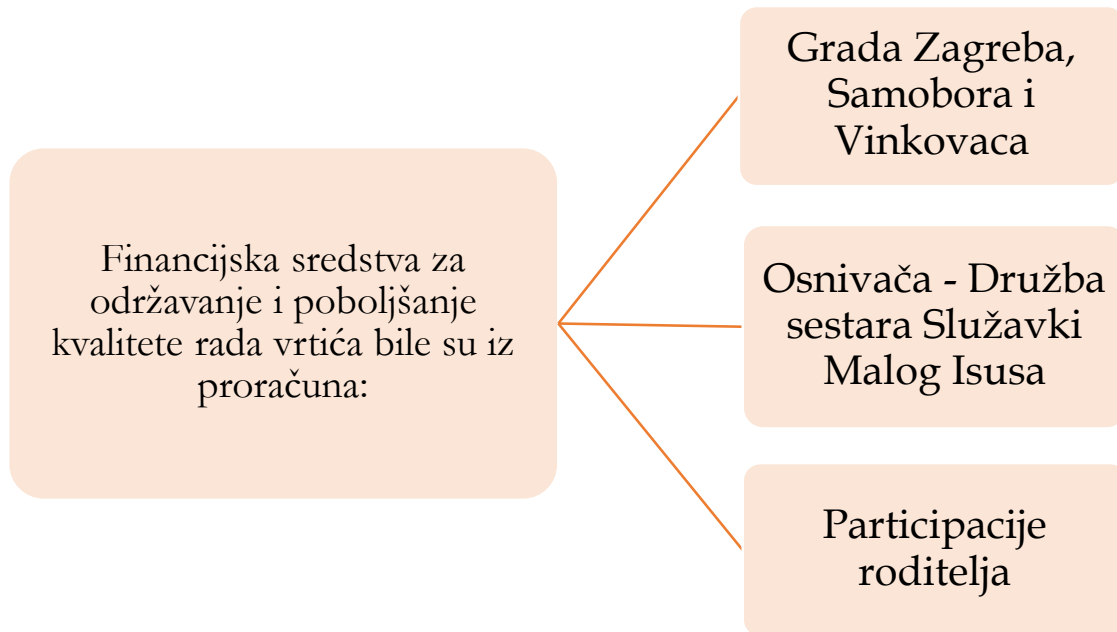 Financijska sredstva za
održavanje i poboljšanje
kvalitete rada vrtića bile su iz
proračuna:
Grada Zagreba,
Samobora i
Vinkovaca
Osnivača - Družba
sestara Služavki
Malog Isusa
Participacije
roditelja